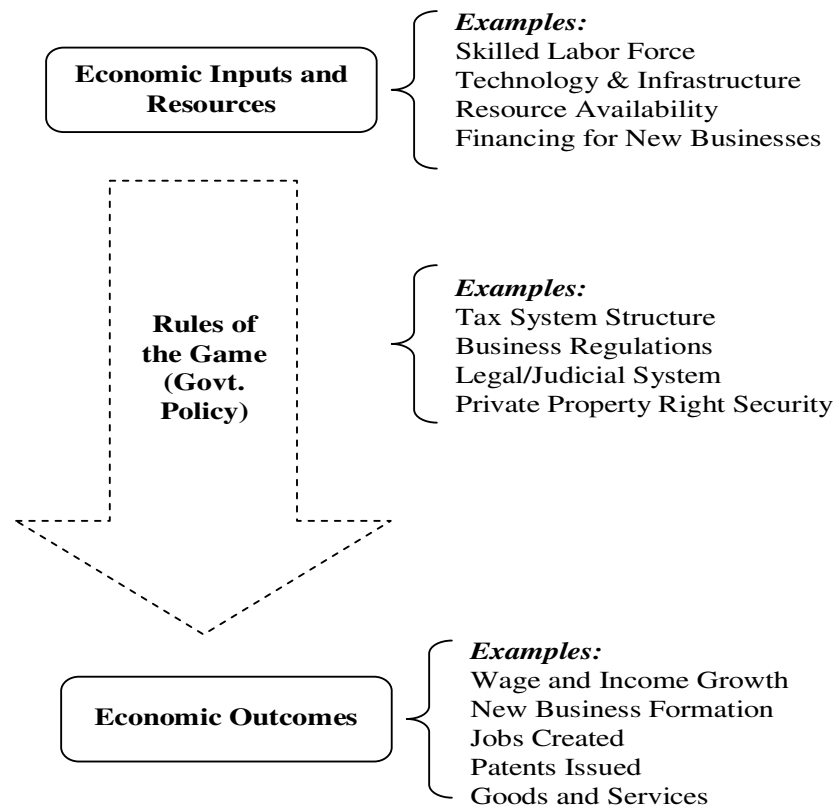 Economic Inputs and
Resources
Examples:
Skilled Labor Force
Technology & Infrastructure
Resource Availability
Financing for New Businesses
Rules of
the Game
(Govt.
Policy)
Examples:
Tax System Structure
Business Regulations
Legal/Judicial System
Private Property Right Security
Economic Outcomes
Examples:
Wage and Income Growth
New Business Formation
Jobs Created
Patents Issued
Goods and Services